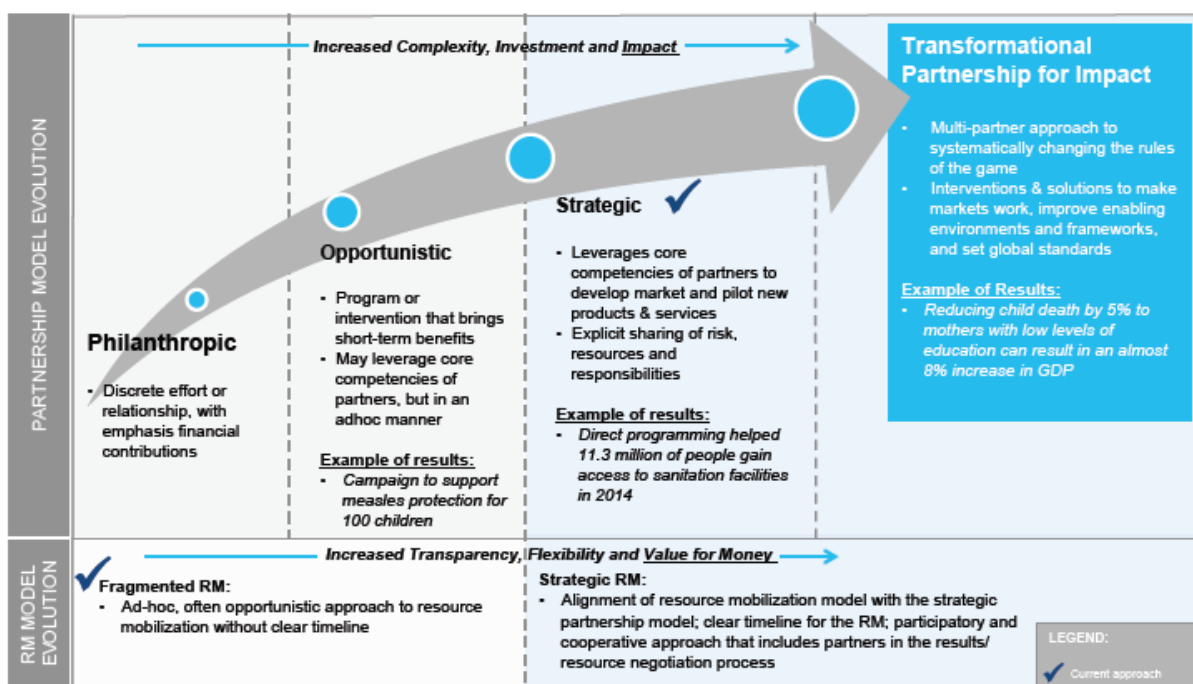 PARTNERSHIP MODEL EVOLUTION
Increased Complexity, Investment and Impact
Philanthropic
▪ Discrete effort or
relationship, with
emphasis financial
contributions
Opportunistic
▪ Program or
intervention that brings
short-term benefits
▪ May leverage core
competencies of
partners, but in an
adhoc manner
Example of results:
▪ Campaign to support
measles protection for
100 children
Strategic ✓
▪ Leverages core
competencies of partners to
develop market and pilot new
products & services
▪ Explicit sharing of risk,
resources and
responsibilities
Example of results:
▪ Direct programming helped
11.3 million of people gain
access to sanitation facilities
in 2014
Transformational
Partnership for Impact
▪ Multi-partner approach to
systematically changing the rules
of the game
▪ Interventions & solutions to make
markets work, improve enabling
environments and frameworks,
and set global standards
Example of Results:
▪ Reducing child death by 5% to
mothers with low levels of
education can result in an almost
8% increase in GDP
RM MODEL
EVOLUTION
Increased Transparency, Flexibility and Value for Money
✓ Fragmented RM:
▪ Ad-hoc, often opportunistic approach to resource
mobilization without clear timeline
Strategic RM:
▪ Alignment of resource mobilization model with the strategic
partnership model; clear timeline for the RM; participatory and
cooperative approach that includes partners in the results/
resource negotiation process
LEGEND:
✓ Current approach